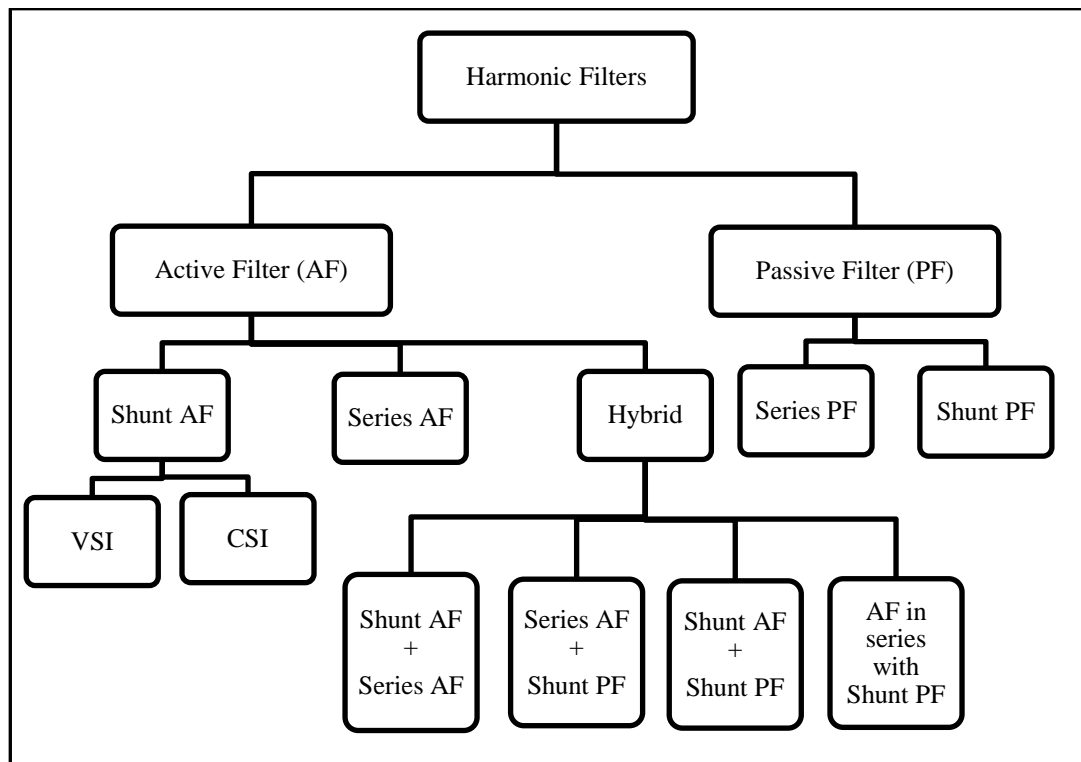 Harmonic Filters
Active Filter (AF)
Passive Filter (PF)
Shunt AF
Series AF
Hybrid
Series PF
Shunt PF
VSI
CSI
Shunt AF
+
Series AF
Series AF
+
Shunt PF
Shunt AF
+
Shunt PF
AF in
series
with
Shunt PF